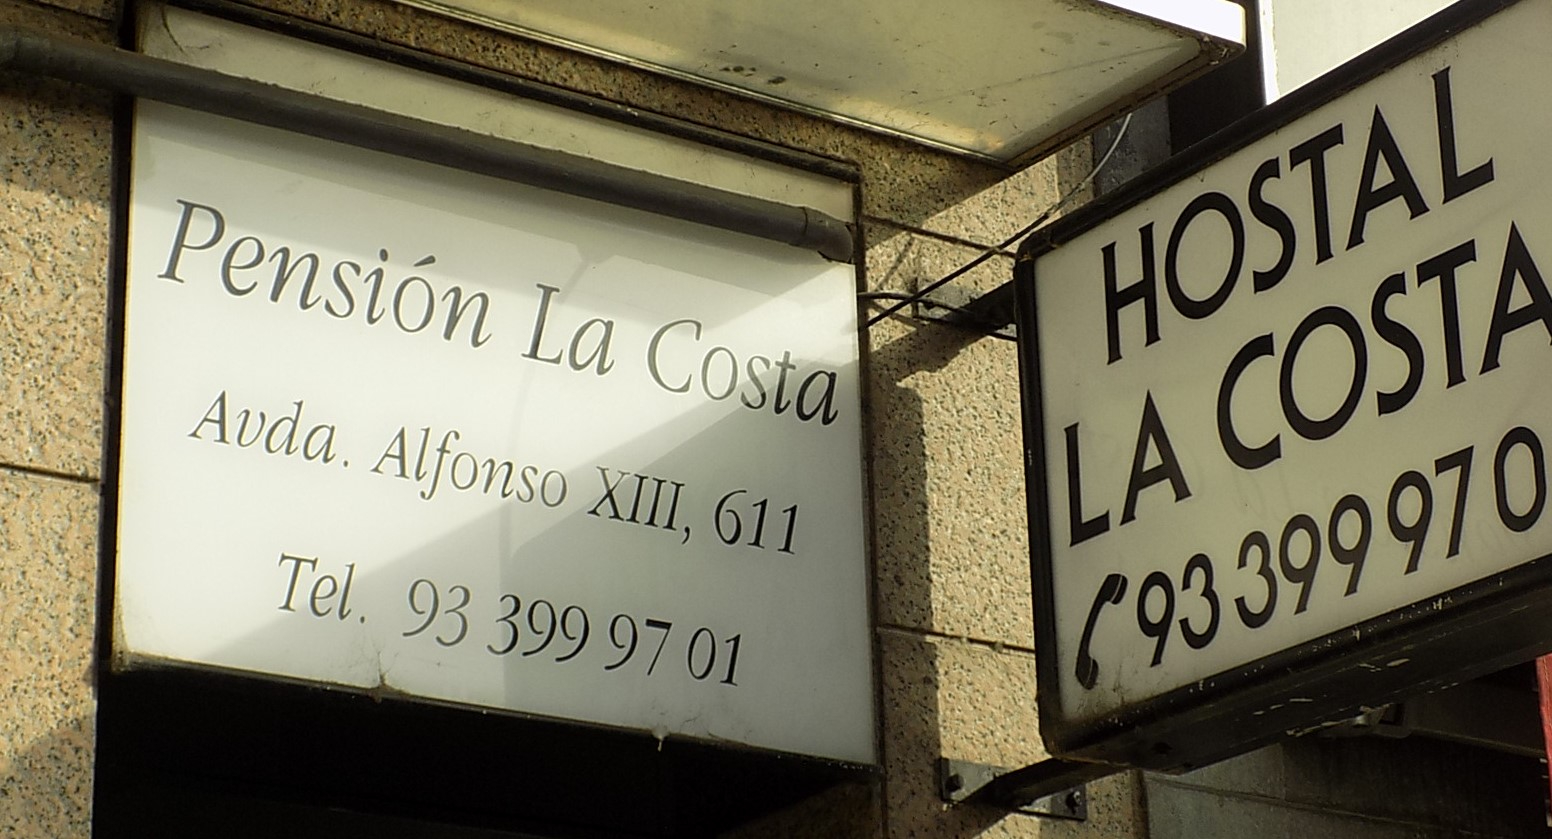 Pensión La Costa
Avda. Alfonso XIII, 611
Tel. 93 399 97 01
HOSTAL
LA COSTA
93 399 97 0